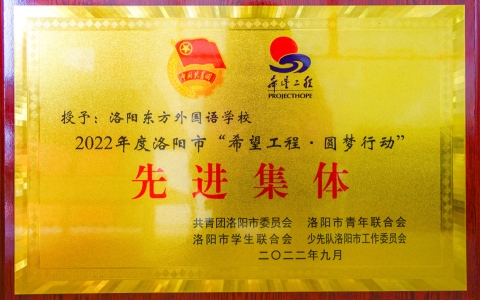 中国共青团
希望工程
PROJECTHOPE
授予：洛阳东方外国语学校
2022年度洛阳市“希望工程·圆梦行动”
先进集体
共青团洛阳市委员会 洛阳市青年联合会
洛阳市学生联合会 少先队洛阳市工作委员会
二〇二二年九月